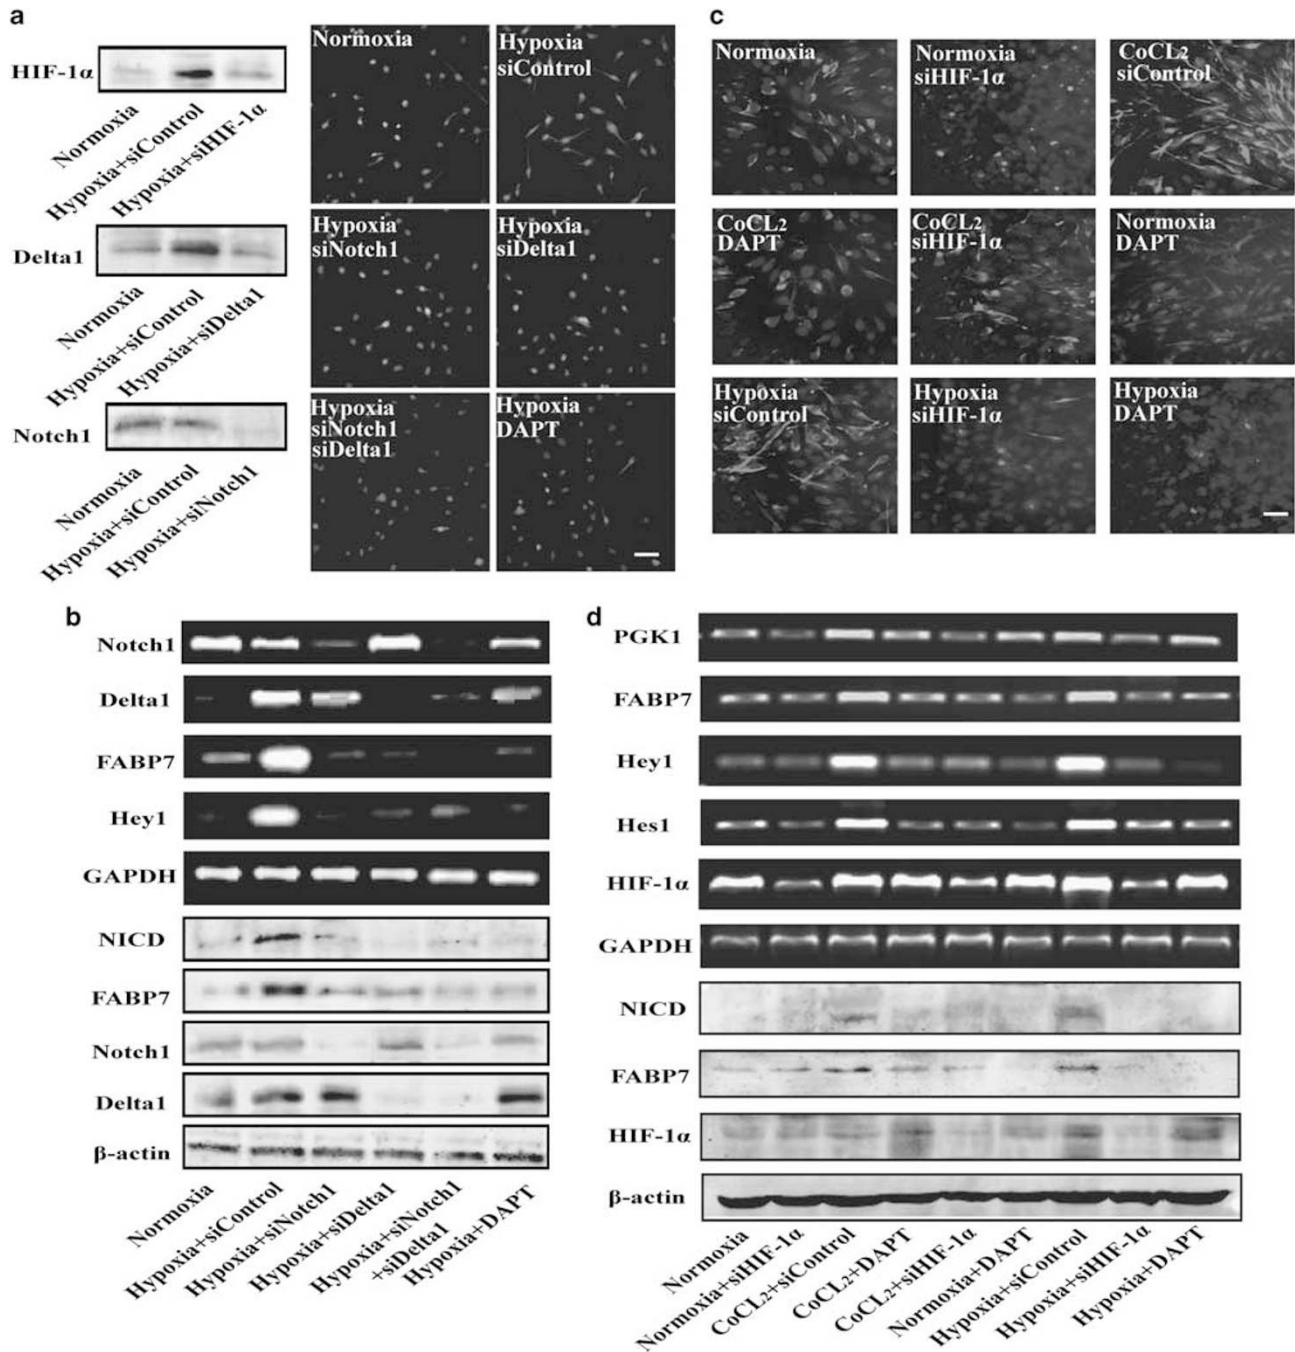 a
HIF-1α
Normoxia
Hypoxia+siControl
Hypoxia+siHIF-1α
Delta1
Normoxia
Hypoxia+siControl
Hypoxia+siDelta1
Notch1
Normoxia
Hypoxia+siControl
Hypoxia+siNotch1
Normoxia
Hypoxia
siControl
Hypoxia
siNotch1
Hypoxia
siDelta1
Hypoxia
siNotch1
siDelta1
Hypoxia
DAPT
c
Normoxia
Normoxia
siHIF-1α
CoCL2
siControl
CoCL2
DAPT
CoCL2
siHIF-1α
Normoxia
DAPT
Hypoxia
siControl
Hypoxia
siHIF-1α
Hypoxia
DAPT
b
Notch1
Delta1
FABP7
Hey1
GAPDH
NICD
FABP7
Notch1
Delta1
β-actin
Normoxia
Hypoxia+siControl
Hypoxia+siNotch1
Hypoxia+siDelta1
Hypoxia+siNotch1
+siDelta1
Hypoxia+DAPT
d
PGK1
FABP7
Hey1
Hes1
HIF-1α
GAPDH
NICD
FABP7
HIF-1α
β-actin
Normoxia
Normoxia+siHIF-1α
CoCL2+siControl
CoCL2+DAPT
CoCL2+siHIF-1α
Normoxia+DAPT
Hypoxia+siControl
Hypoxia+siHIF-1α
Hypoxia+DAPT